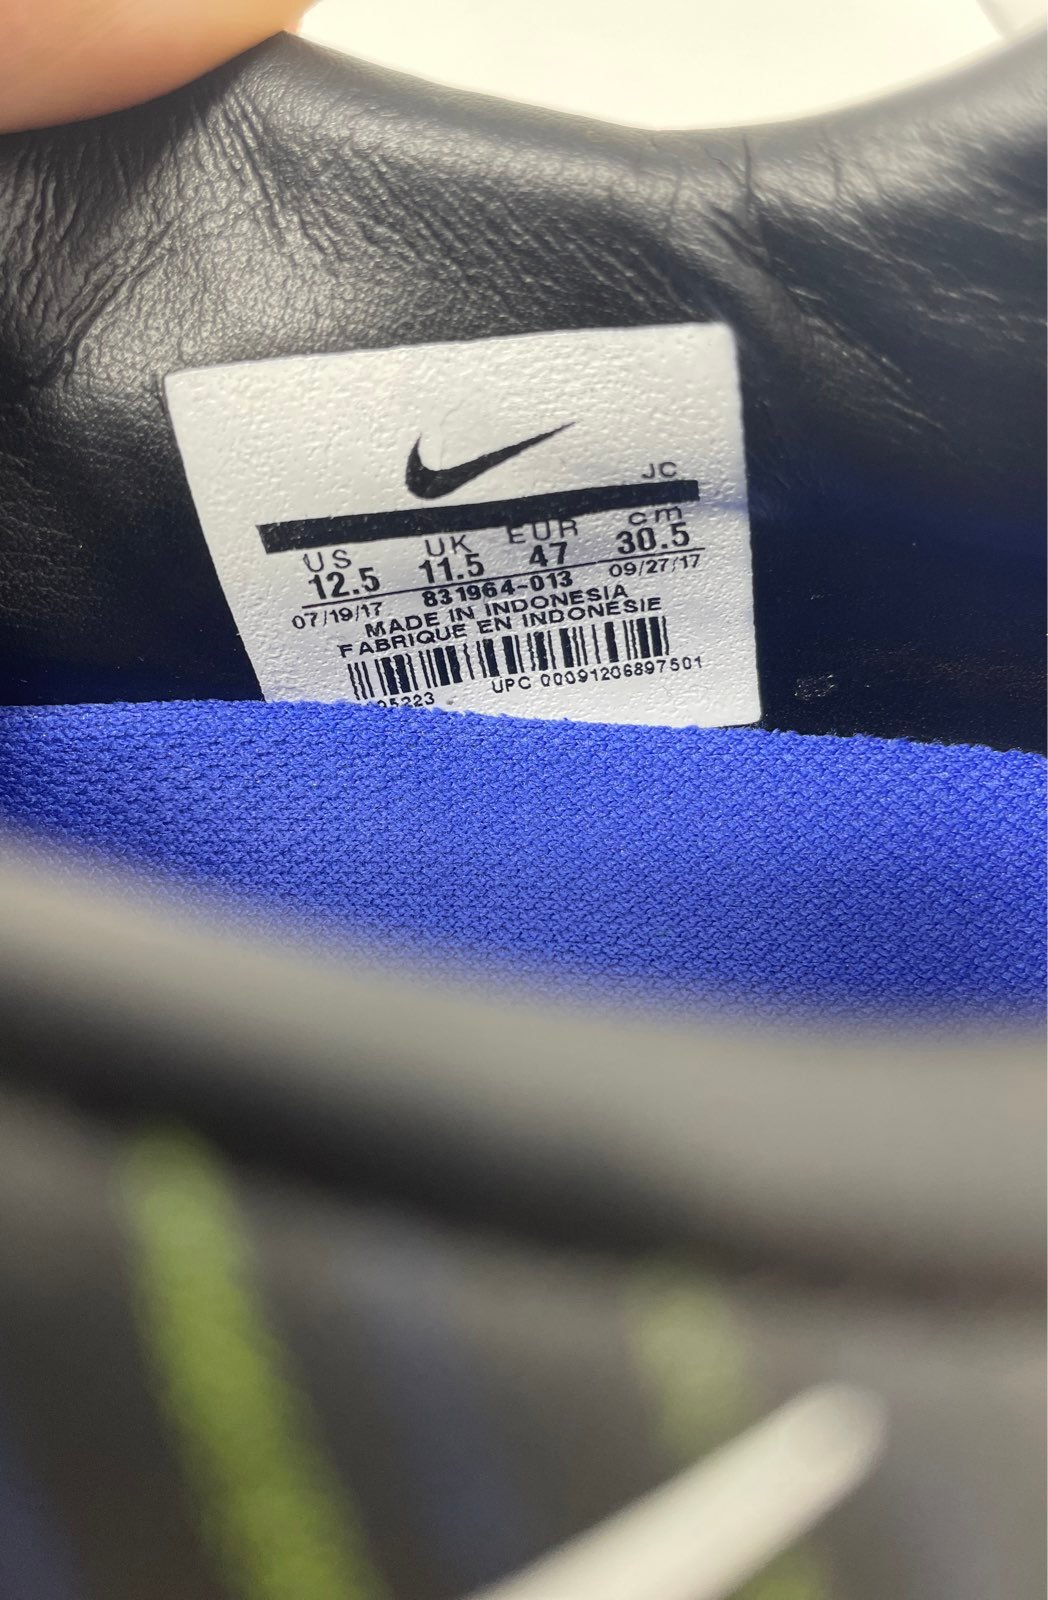 JC
US UK EUR cm
12.5 11.5 47 30.5
07/19/17 831964-013 09/27/17
MADE IN INDONESIA
FABRIQUE EN INDONESIE
UPC 00091206897501